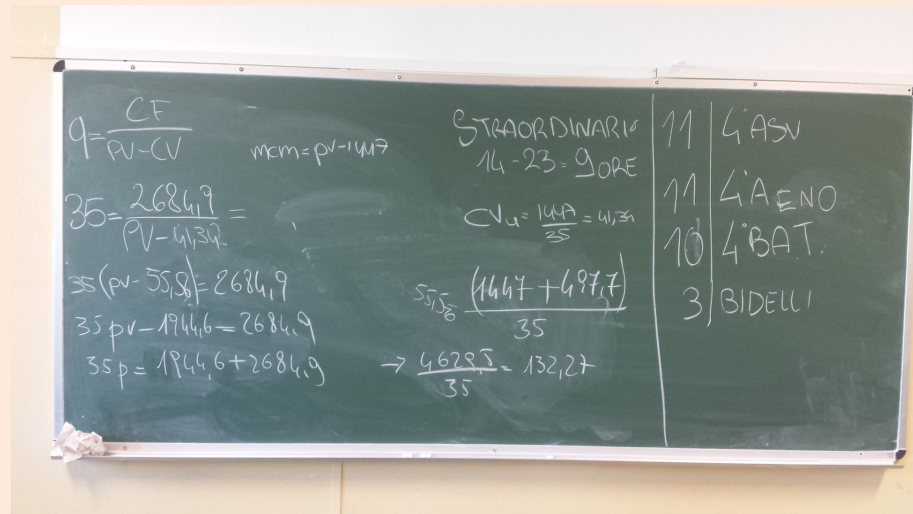 q = CF / PV-CV
mcm = pv-1447
35 = 2684,9 / PV-41,34 =
35(pv-55,56) = 2684,9
35pv-1944,6 = 2684,9
35p = 1944,6+2684,9
STRAORDINARIO
14-23 = 9 ORE
CVu = 1447 / 35 = 41,34
55,56 (1447+497,7) / 35
→ 4629,5 / 35 = 132,27
11 | 4°ASV
11 | 4°A ENO
10 | 4°BAT.
3 | BIDELLI